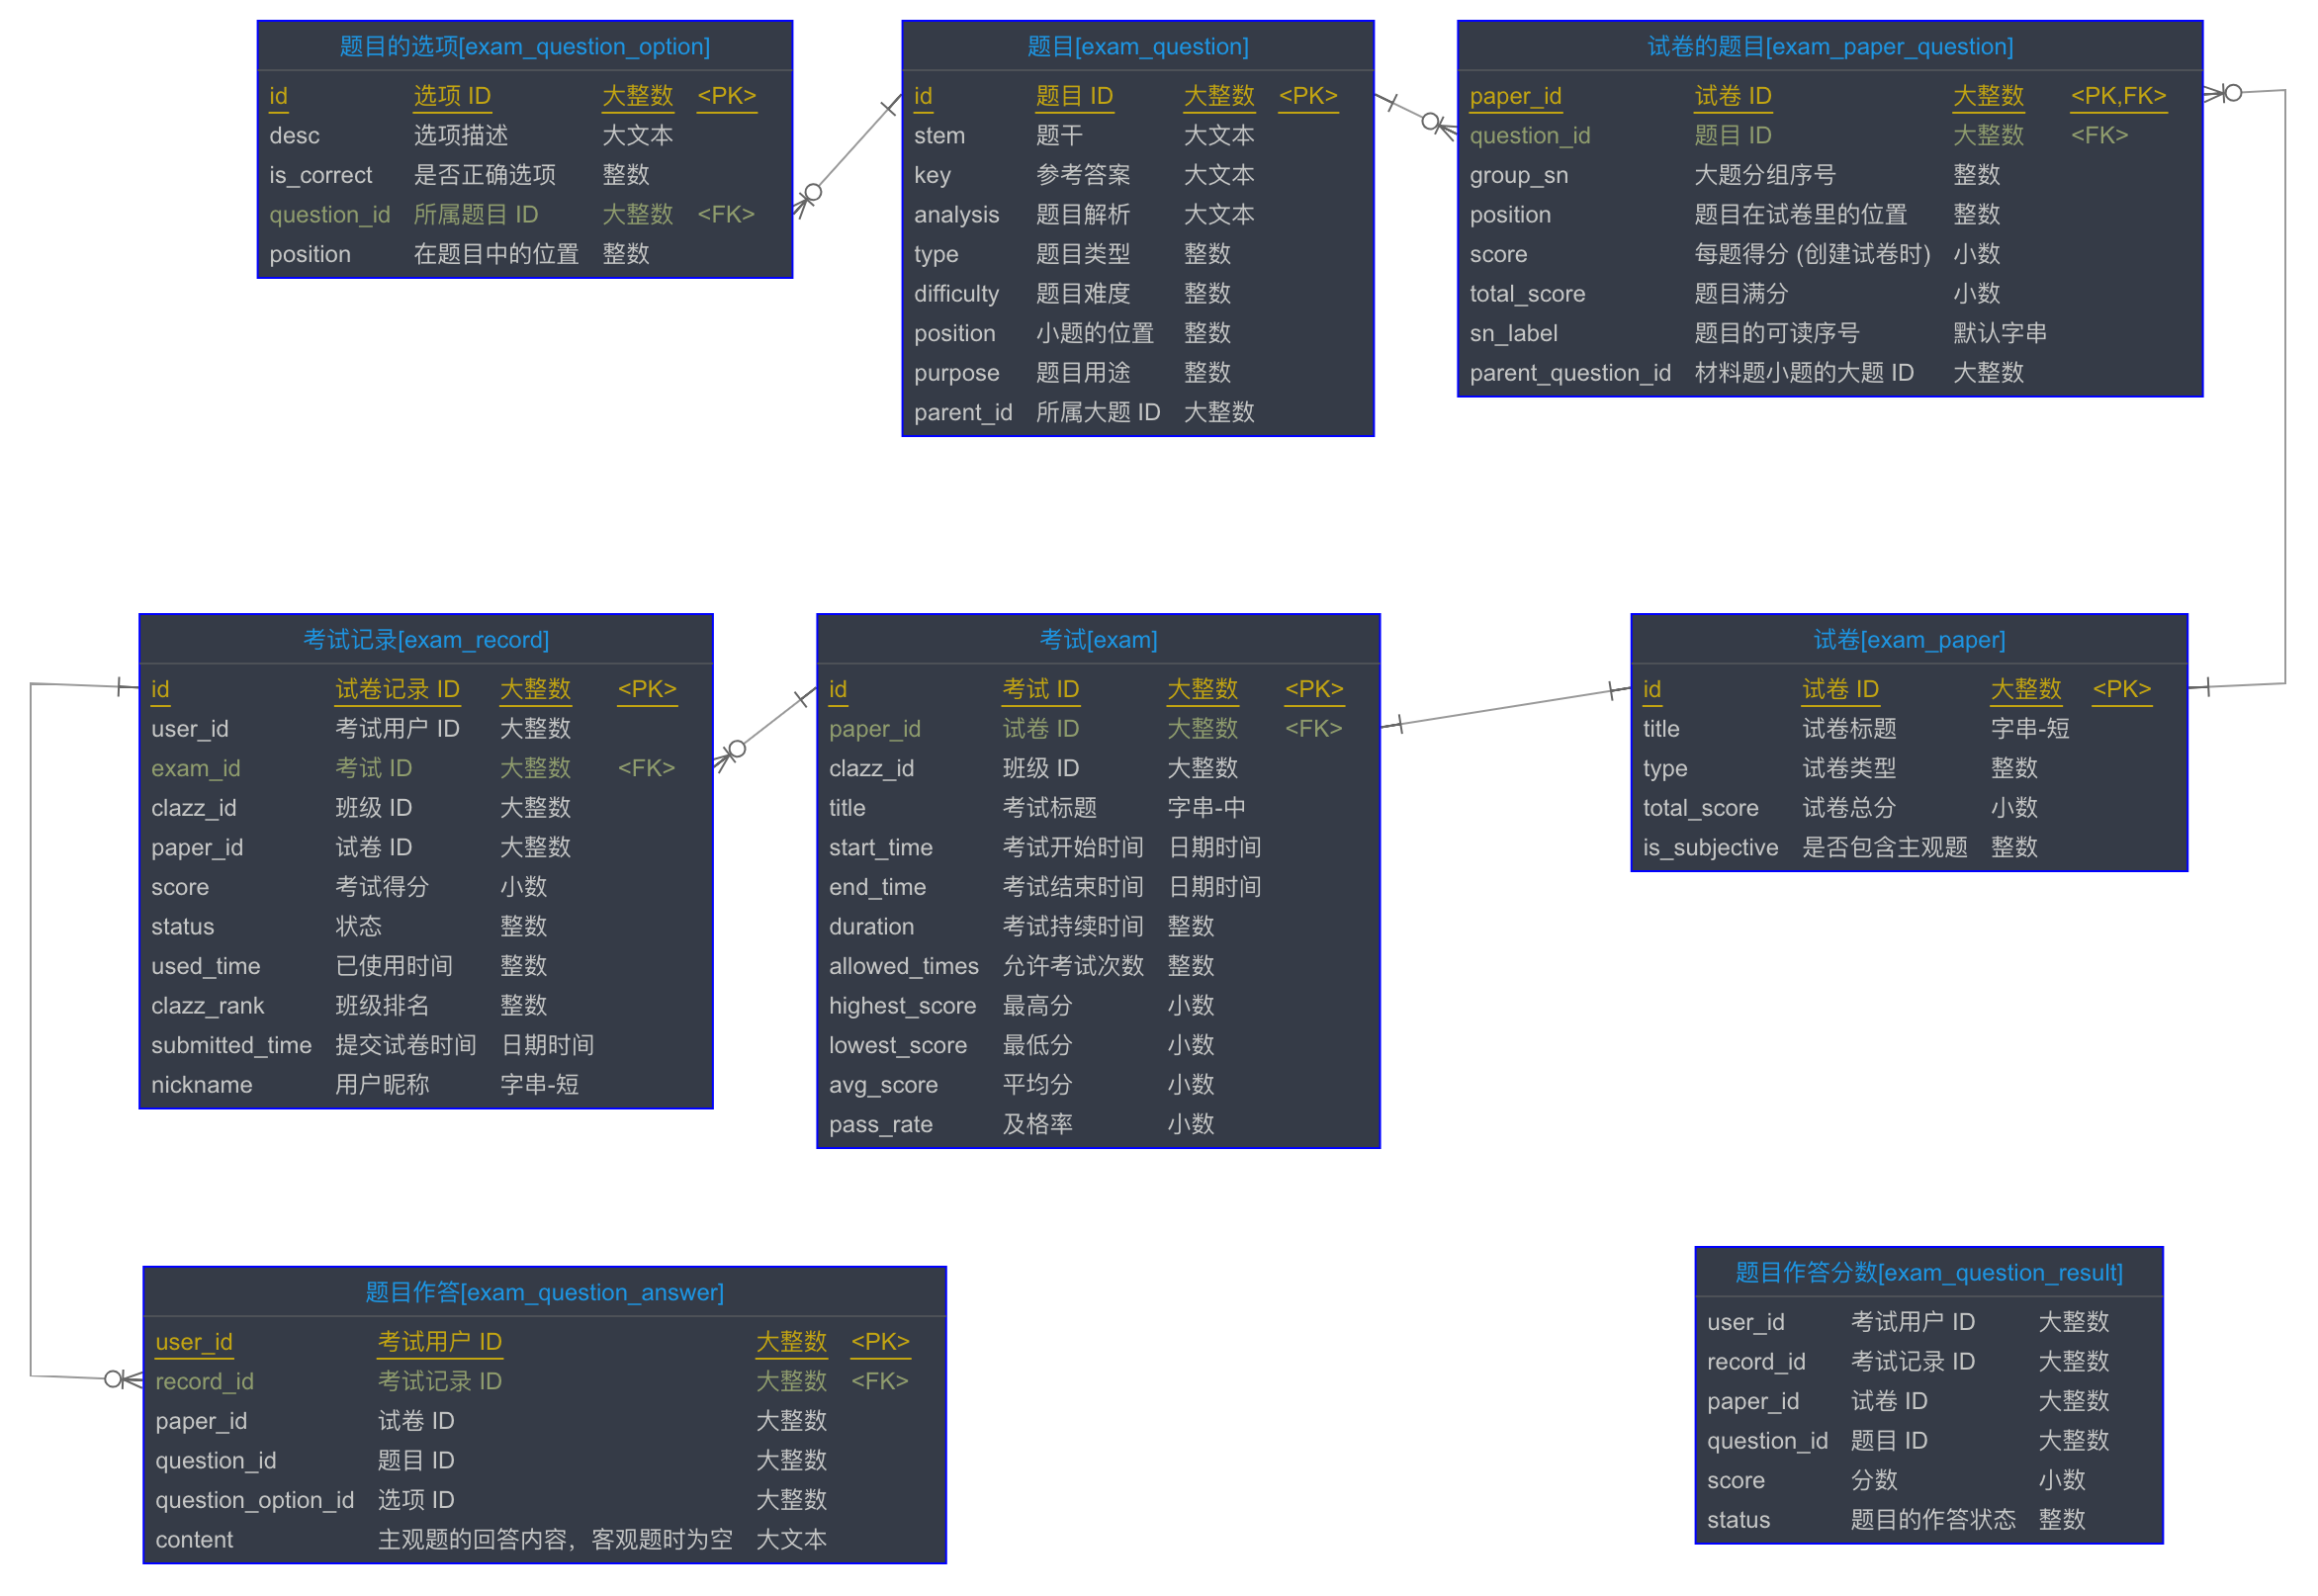 题目的选项[exam_question_option]
id 选项 ID 大整数 <PK>
desc 选项描述 大文本
is_correct 是否正确选项 整数
question_id 所属题目 ID 大整数 <FK>
position 在题目中的位置 整数
题目[exam_question]
id 题目 ID 大整数 <PK>
stem 题干 大文本
key 参考答案 大文本
analysis 题目解析 大文本
type 题目类型 整数
difficulty 题目难度 整数
position 小题的位置 整数
purpose 题目用途 整数
parent_id 所属大题 ID 大整数
试卷的题目[exam_paper_question]
paper_id 试卷 ID 大整数 <PK,FK>
question_id 题目 ID 大整数 <FK>
group_sn 大题分组序号 整数
position 题目在试卷里的位置 整数
score 每题得分 (创建试卷时) 小数
total_score 题目满分 小数
sn_label 题目的可读序号 默认字串
parent_question_id 材料题小题的大题 ID 大整数
考试记录[exam_record]
id 试卷记录 ID 大整数 <PK>
user_id 考试用户 ID 大整数
exam_id 考试 ID 大整数 <FK>
clazz_id 班级 ID 大整数
paper_id 试卷 ID 大整数
score 考试得分 小数
status 状态 整数
used_time 已使用时间 整数
clazz_rank 班级排名 整数
submitted_time 提交试卷时间 日期时间
nickname 用户昵称 字串-短
考试[exam]
id 考试 ID 大整数 <PK>
paper_id 试卷 ID 大整数 <FK>
clazz_id 班级 ID 大整数
title 考试标题 字串-中
start_time 考试开始时间 日期时间
end_time 考试结束时间 日期时间
duration 考试持续时间 整数
allowed_times 允许考试次数 整数
highest_score 最高分 小数
lowest_score 最低分 小数
avg_score 平均分 小数
pass_rate 及格率 小数
试卷[exam_paper]
id 试卷 ID 大整数 <PK>
title 试卷标题 字串-短
type 试卷类型 整数
total_score 试卷总分 小数
is_subjective 是否包含主观题 整数
题目作答[exam_question_answer]
user_id 考试用户 ID 大整数 <PK>
record_id 考试记录 ID 大整数 <FK>
paper_id 试卷 ID 大整数
question_id 题目 ID 大整数
question_option_id 选项 ID 大整数
content 主观题的回答内容，客观题时为空 大文本
题目作答分数[exam_question_result]
user_id 考试用户 ID 大整数
record_id 考试记录 ID 大整数
paper_id 试卷 ID 大整数
question_id 题目 ID 大整数
score 分数 小数
status 题目的作答状态 整数